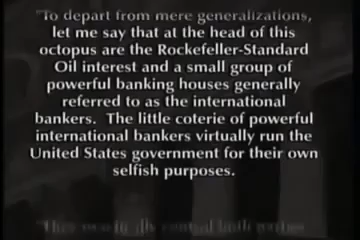 "To depart from mere generalizations,
let me say that at the head of this
octopus are the Rockefeller-Standard
Oil interest and a small group of
powerful banking houses generally
referred to as the international
bankers. The little coterie of powerful
international bankers virtually run the
United States government for their own
selfish purposes.